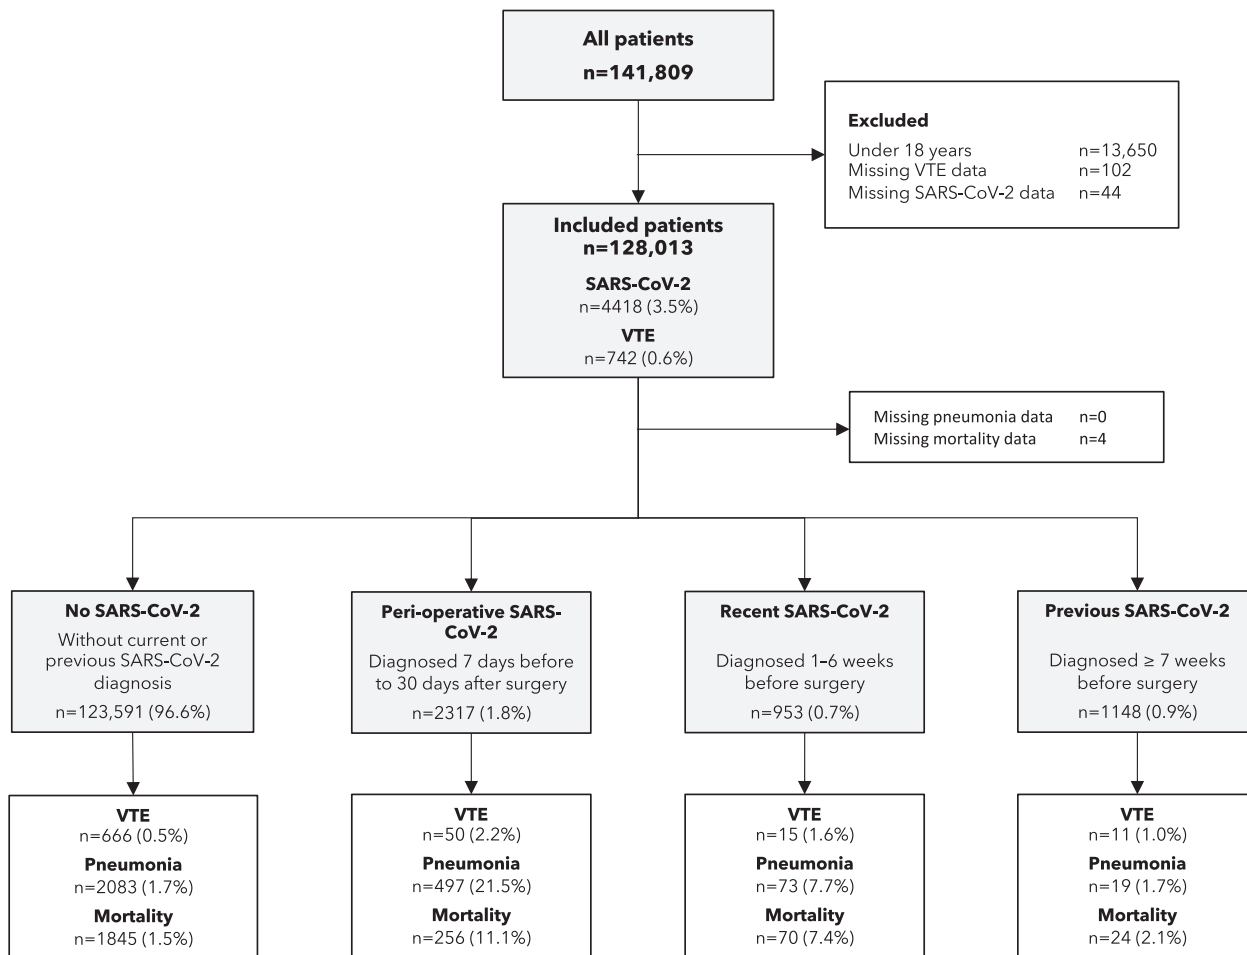 All patients
n=141,809
Excluded
Under 18 years n=13,650
Missing VTE data n=102
Missing SARS-CoV-2 data n=44
Included patients
n=128,013
SARS-CoV-2
n=4418 (3.5%)
VTE
n=742 (0.6%)
Missing pneumonia data n=0
Missing mortality data n=4
No SARS-CoV-2
Without current or
previous SARS-CoV-2
diagnosis
n=123,591 (96.6%)
Peri-operative SARS-
CoV-2
Diagnosed 7 days before
to 30 days after surgery
n=2317 (1.8%)
Recent SARS-CoV-2
Diagnosed 1–6 weeks
before surgery
n=953 (0.7%)
Previous SARS-CoV-2
Diagnosed ≥ 7 weeks
before surgery
n=1148 (0.9%)
VTE
n=666 (0.5%)
Pneumonia
n=2083 (1.7%)
Mortality
n=1845 (1.5%)
VTE
n=50 (2.2%)
Pneumonia
n=497 (21.5%)
Mortality
n=256 (11.1%)
VTE
n=15 (1.6%)
Pneumonia
n=73 (7.7%)
Mortality
n=70 (7.4%)
VTE
n=11 (1.0%)
Pneumonia
n=19 (1.7%)
Mortality
n=24 (2.1%)